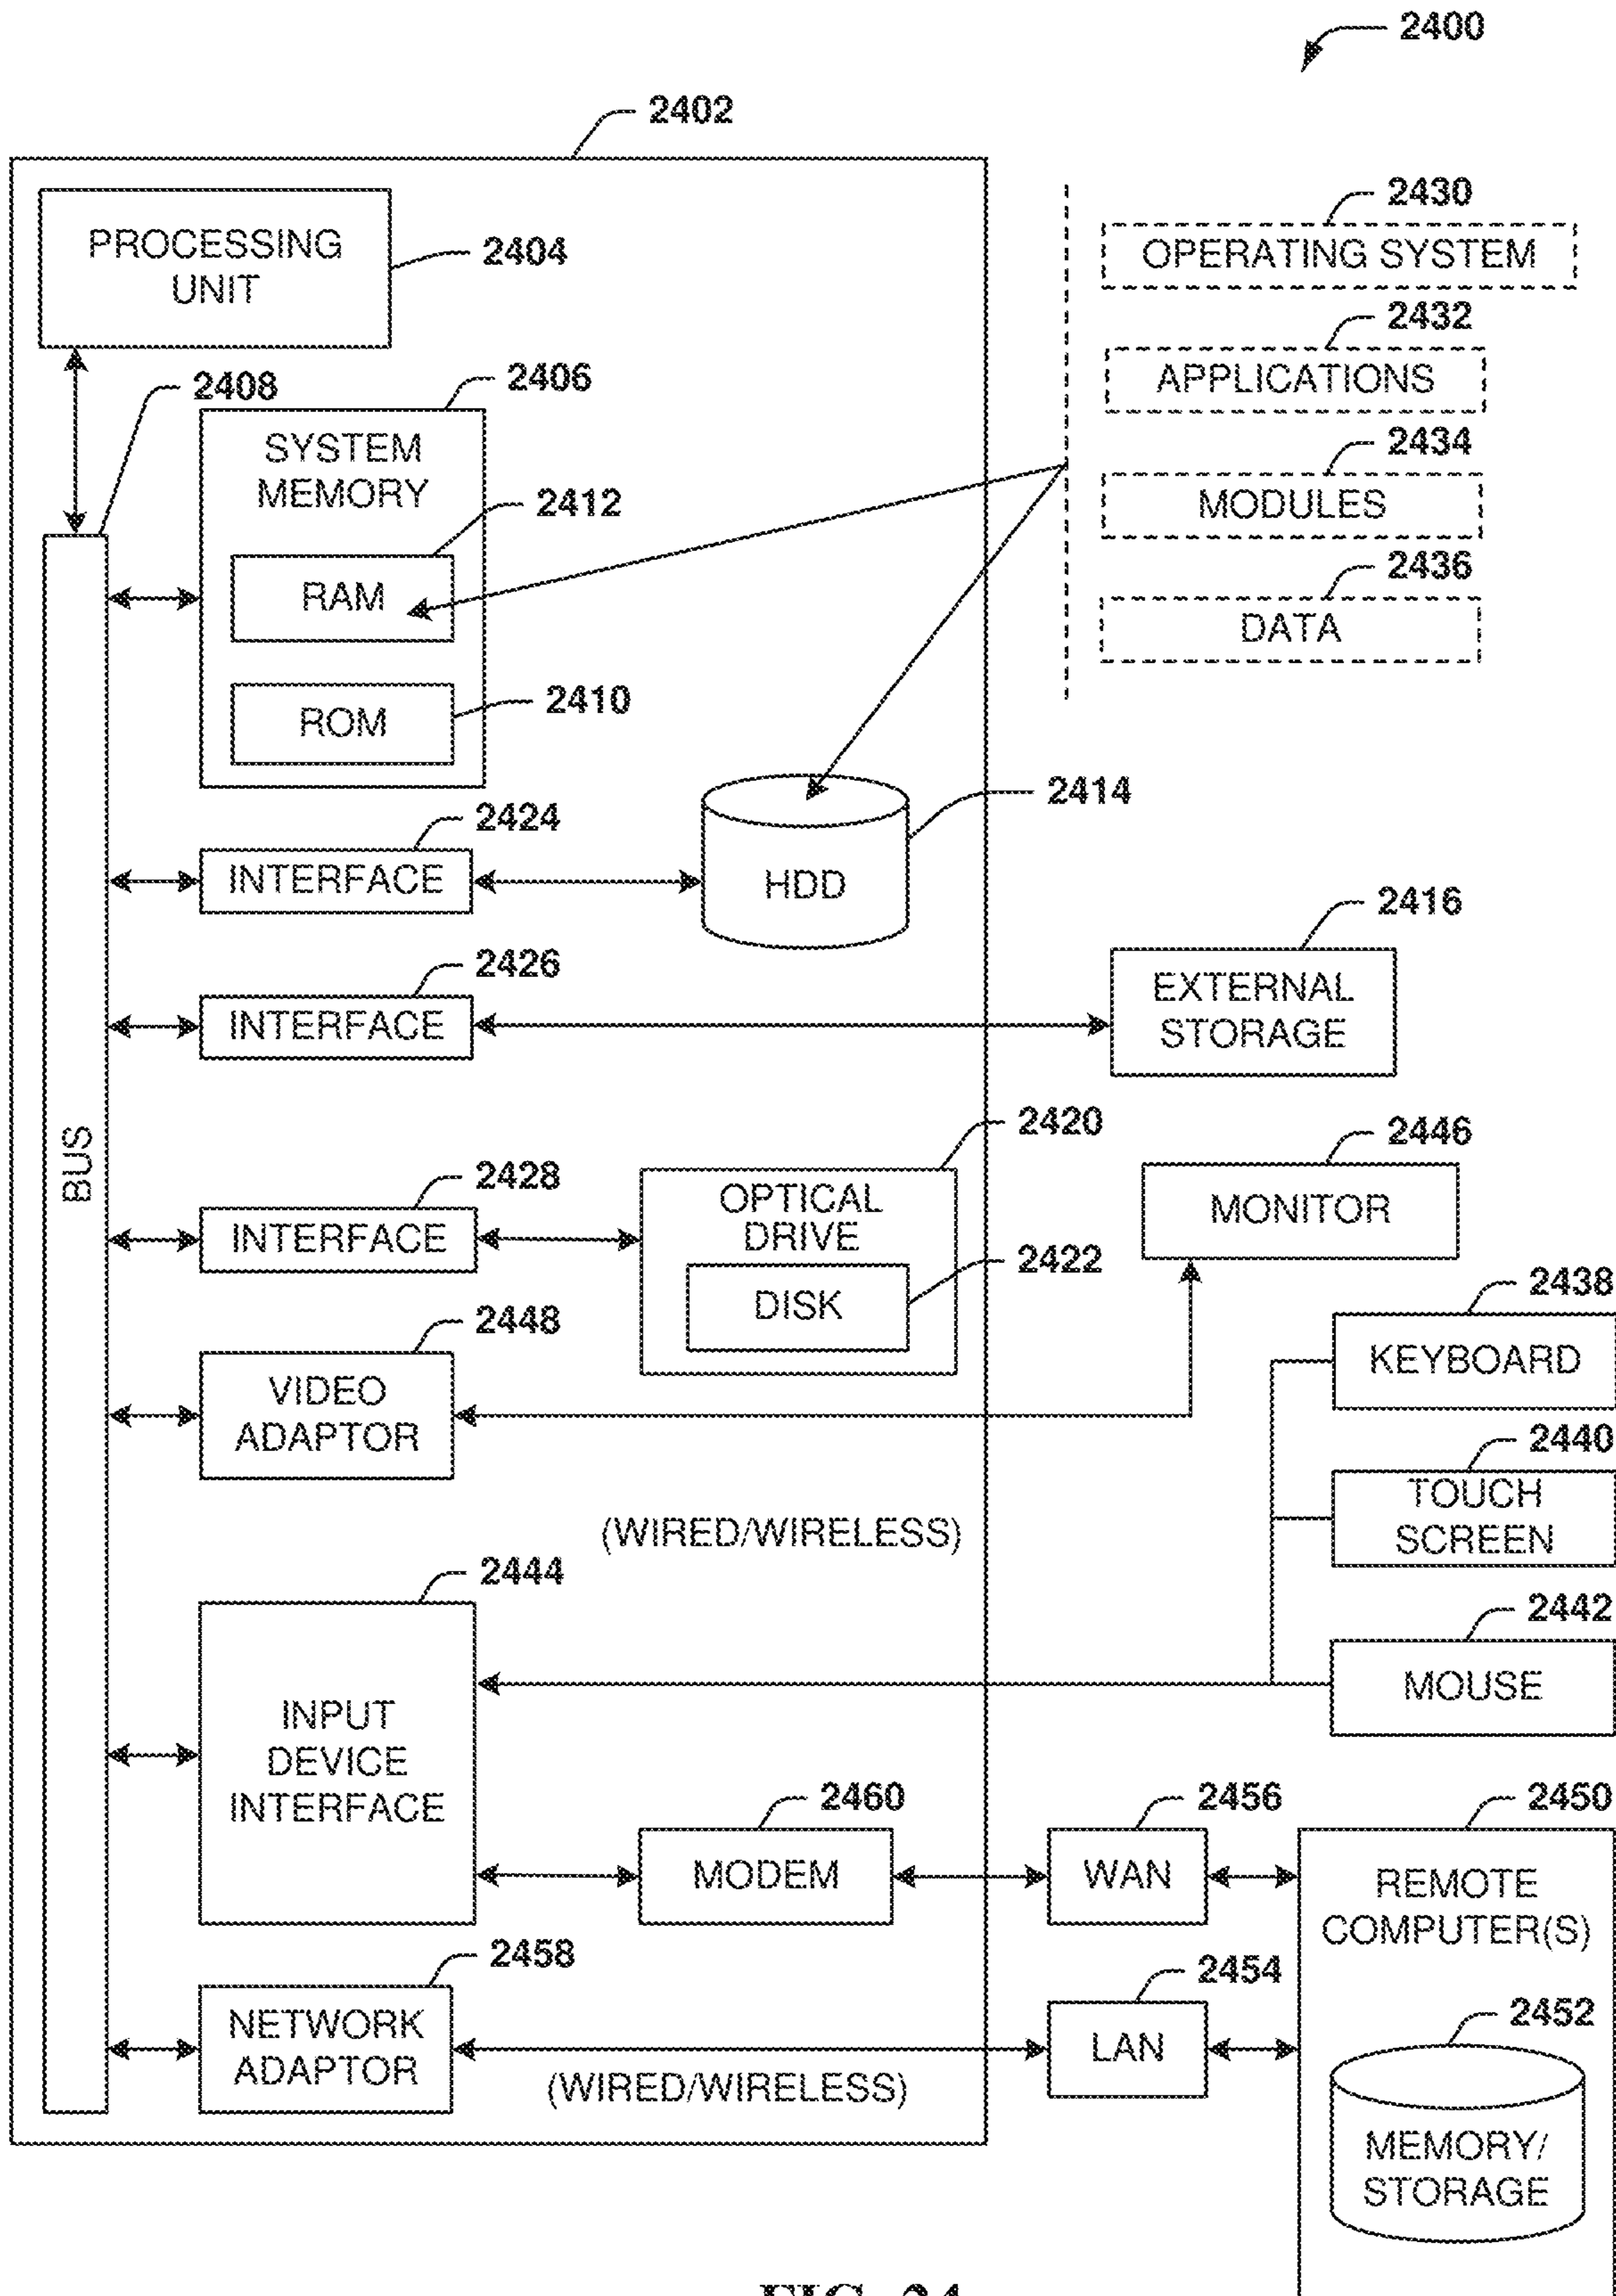 2400
2402
PROCESSING
UNIT
2404
2430
OPERATING SYSTEM
2432
APPLICATIONS
2434
MODULES
2436
DATA
2408
2406
SYSTEM
MEMORY
2412
RAM
2410
ROM
2424
INTERFACE
2414
HDD
2426
INTERFACE
2416
EXTERNAL
STORAGE
BUS
2428
INTERFACE
2420
OPTICAL
DRIVE
2422
DISK
2446
MONITOR
2448
VIDEO
ADAPTOR
2438
KEYBOARD
2440
TOUCH
SCREEN
(WIRED/WIRELESS)
2444
INPUT
DEVICE
INTERFACE
2442
MOUSE
2460
MODEM
2456
WAN
2450
REMOTE
COMPUTER(S)
2458
NETWORK
ADAPTOR
(WIRED/WIRELESS)
2454
LAN
2452
MEMORY/
STORAGE
FIG. 24